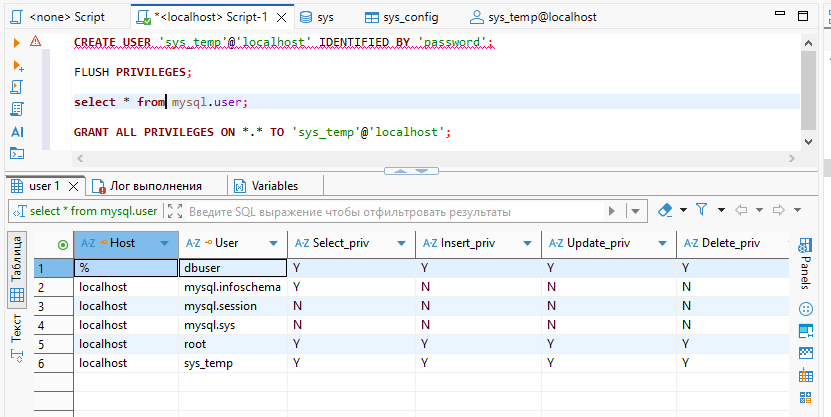 <none> Script
*<localhost> Script-1
sys
sys_config
sys_temp@localhost
CREATE USER 'sys_temp'@'localhost' IDENTIFIED BY 'password';
FLUSH PRIVILEGES;
select * from mysql.user;
GRANT ALL PRIVILEGES ON *.* TO 'sys_temp'@'localhost';
AI
user 1
Лог выполнения
Variables
select * from mysql.user
Введите SQL выражение чтобы отфильтровать результаты
Таблица
Текст
Panels
A-Z Host A-Z User A-Z Select_priv A-Z Insert_priv A-Z Update_priv A-Z Delete_priv
1 % dbuser Y Y Y Y
2 localhost mysql.infoschema Y N N N
3 localhost mysql.session N N N N
4 localhost mysql.sys N N N N
5 localhost root Y Y Y Y
6 localhost sys_temp Y Y Y Y